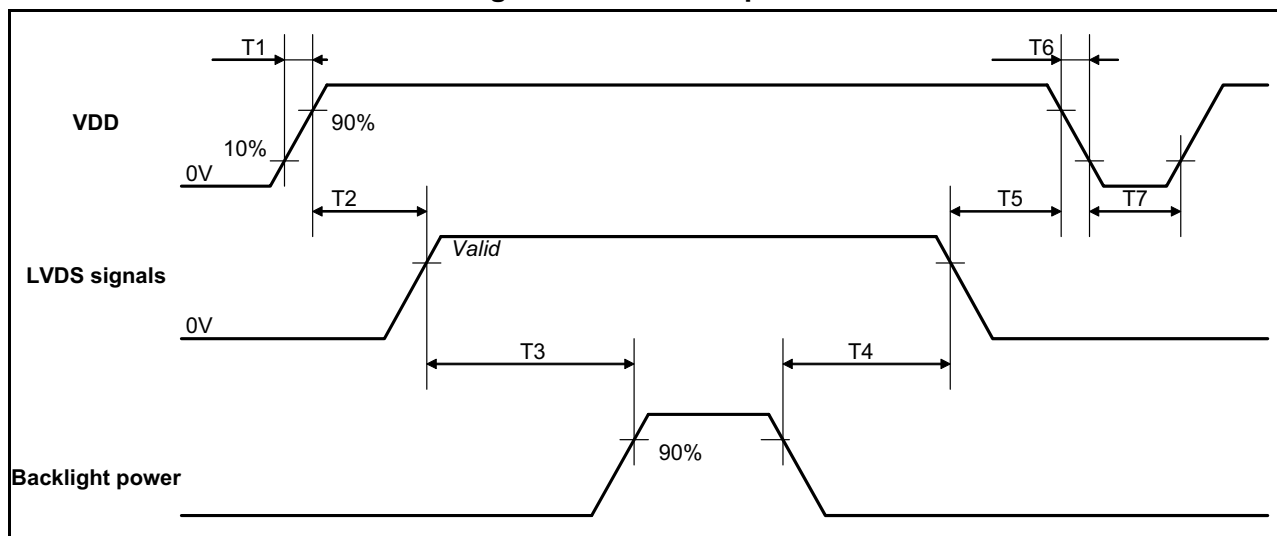 T1
T6
VDD
90%
10%
0V
T2
T5
T7
Valid
LVDS signals
0V
T3
T4
90%
Backlight power